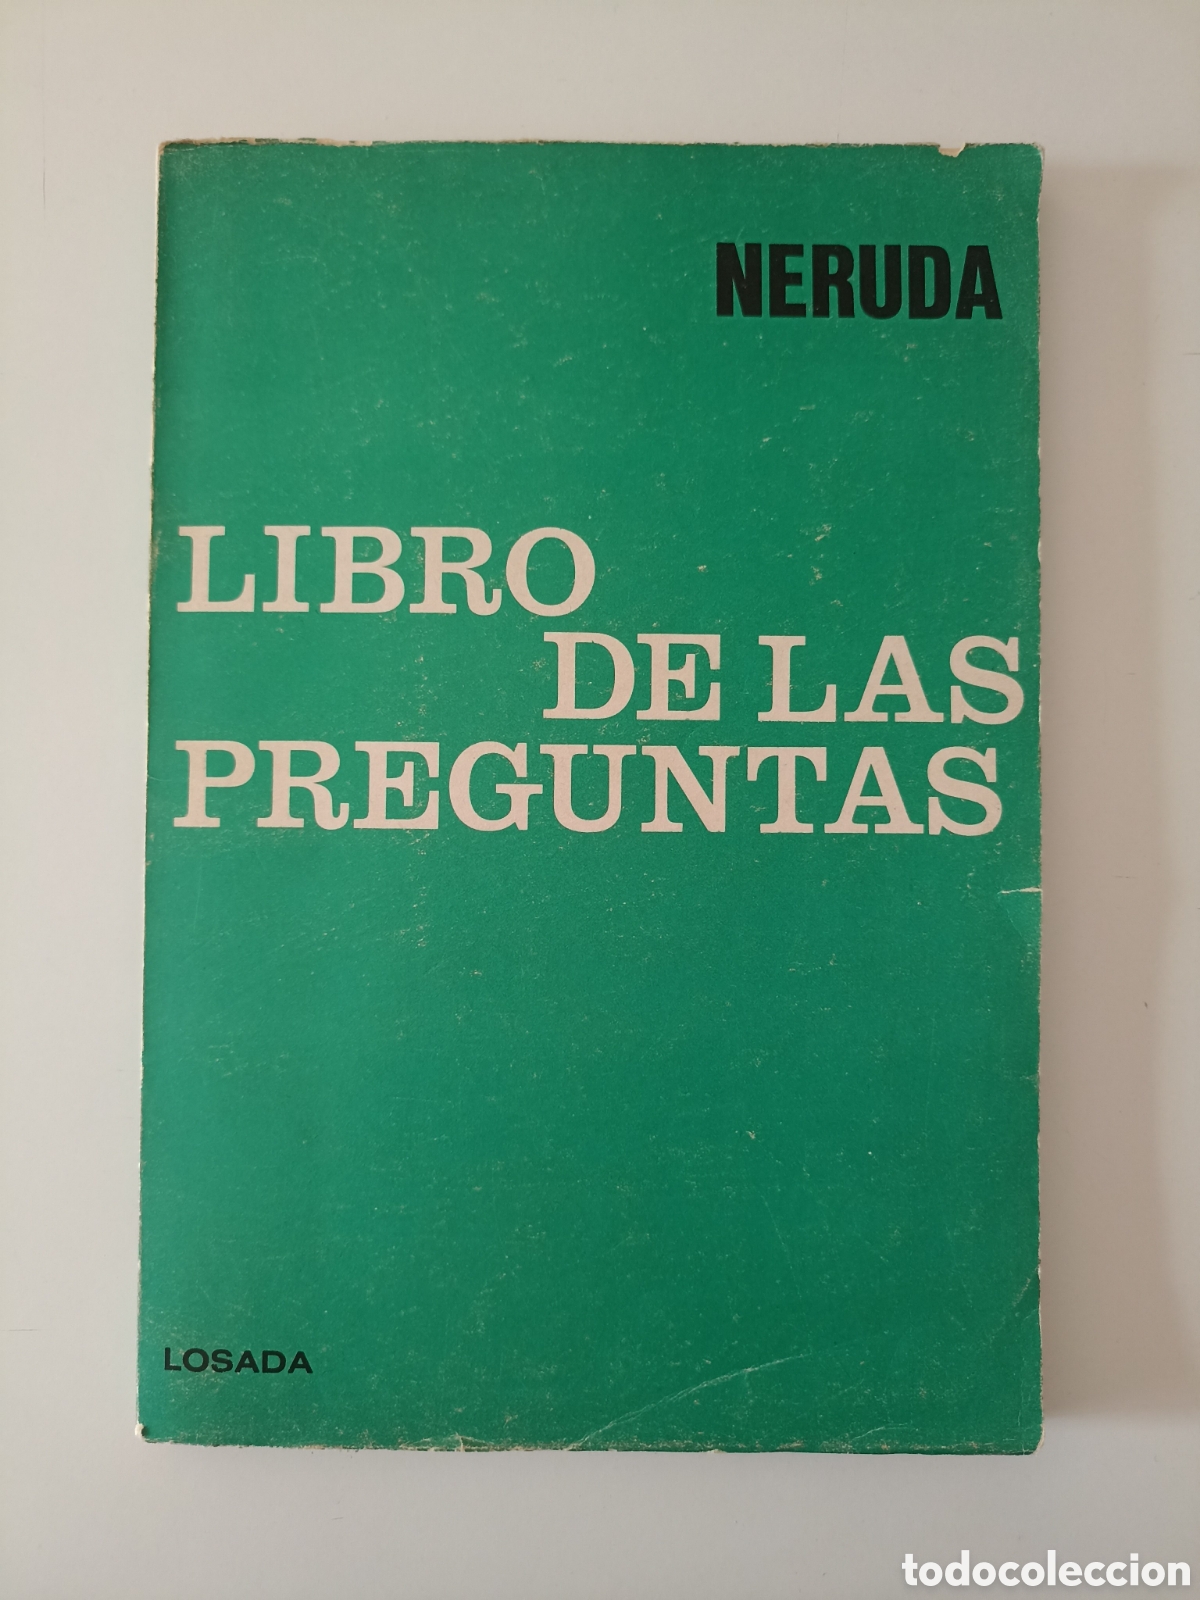 NERUDA
LIBRO
DE LAS
PREGUNTAS
LOSADA
todocoleccion